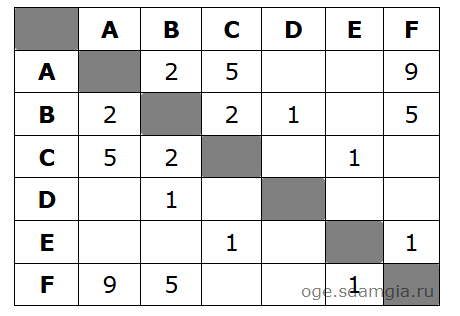 A B C D E F
A 2 5 9
B 2 2 1 5
C 5 2 1
D 1
E 1 1
F 9 5 1
oge.sdamgia.ru